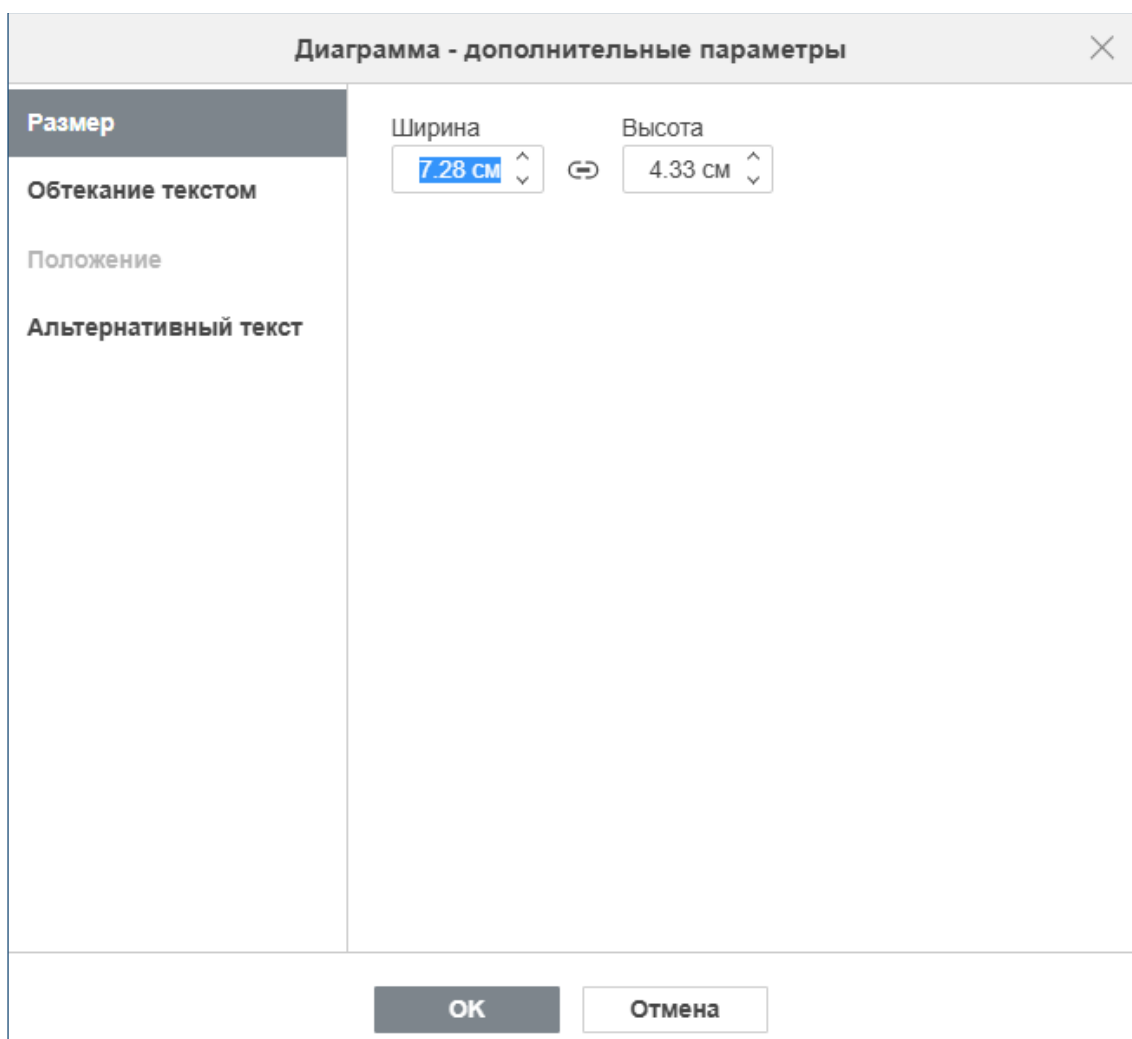 Диаграмма - дополнительные параметры
Размер
Обтекание текстом
Положение
Альтернативный текст
Ширина Высота
7.28 см 4.33 см
OK Отмена